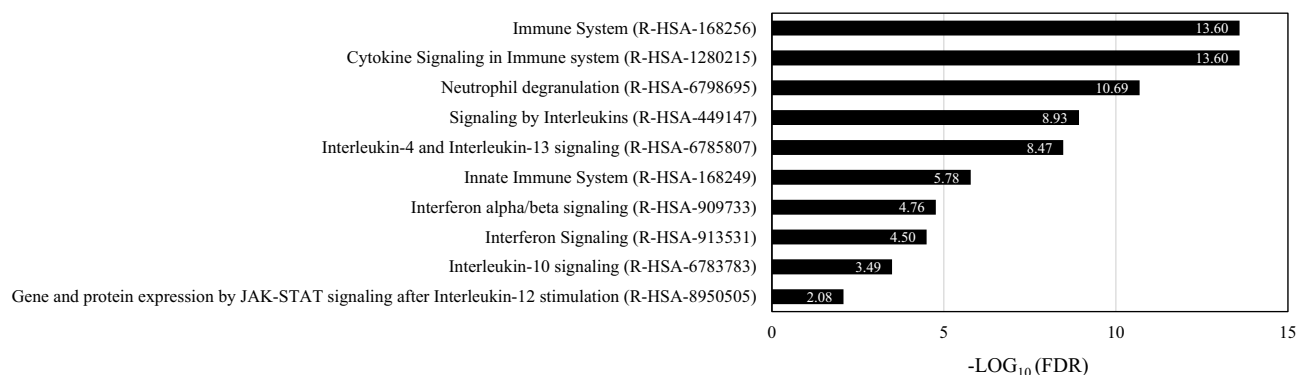 Immune System (R-HSA-168256) 13.60
Cytokine Signaling in Immune system (R-HSA-1280215) 13.60
Neutrophil degranulation (R-HSA-6798695) 10.69
Signaling by Interleukins (R-HSA-449147) 8.93
Interleukin-4 and Interleukin-13 signaling (R-HSA-6785807) 8.47
Innate Immune System (R-HSA-168249) 5.78
Interferon alpha/beta signaling (R-HSA-909733) 4.76
Interferon Signaling (R-HSA-913531) 4.50
Interleukin-10 signaling (R-HSA-6783783) 3.49
Gene and protein expression by JAK-STAT signaling after Interleukin-12 stimulation (R-HSA-8950505) 2.08
0 5 10 15
-LOG₁₀ (FDR)